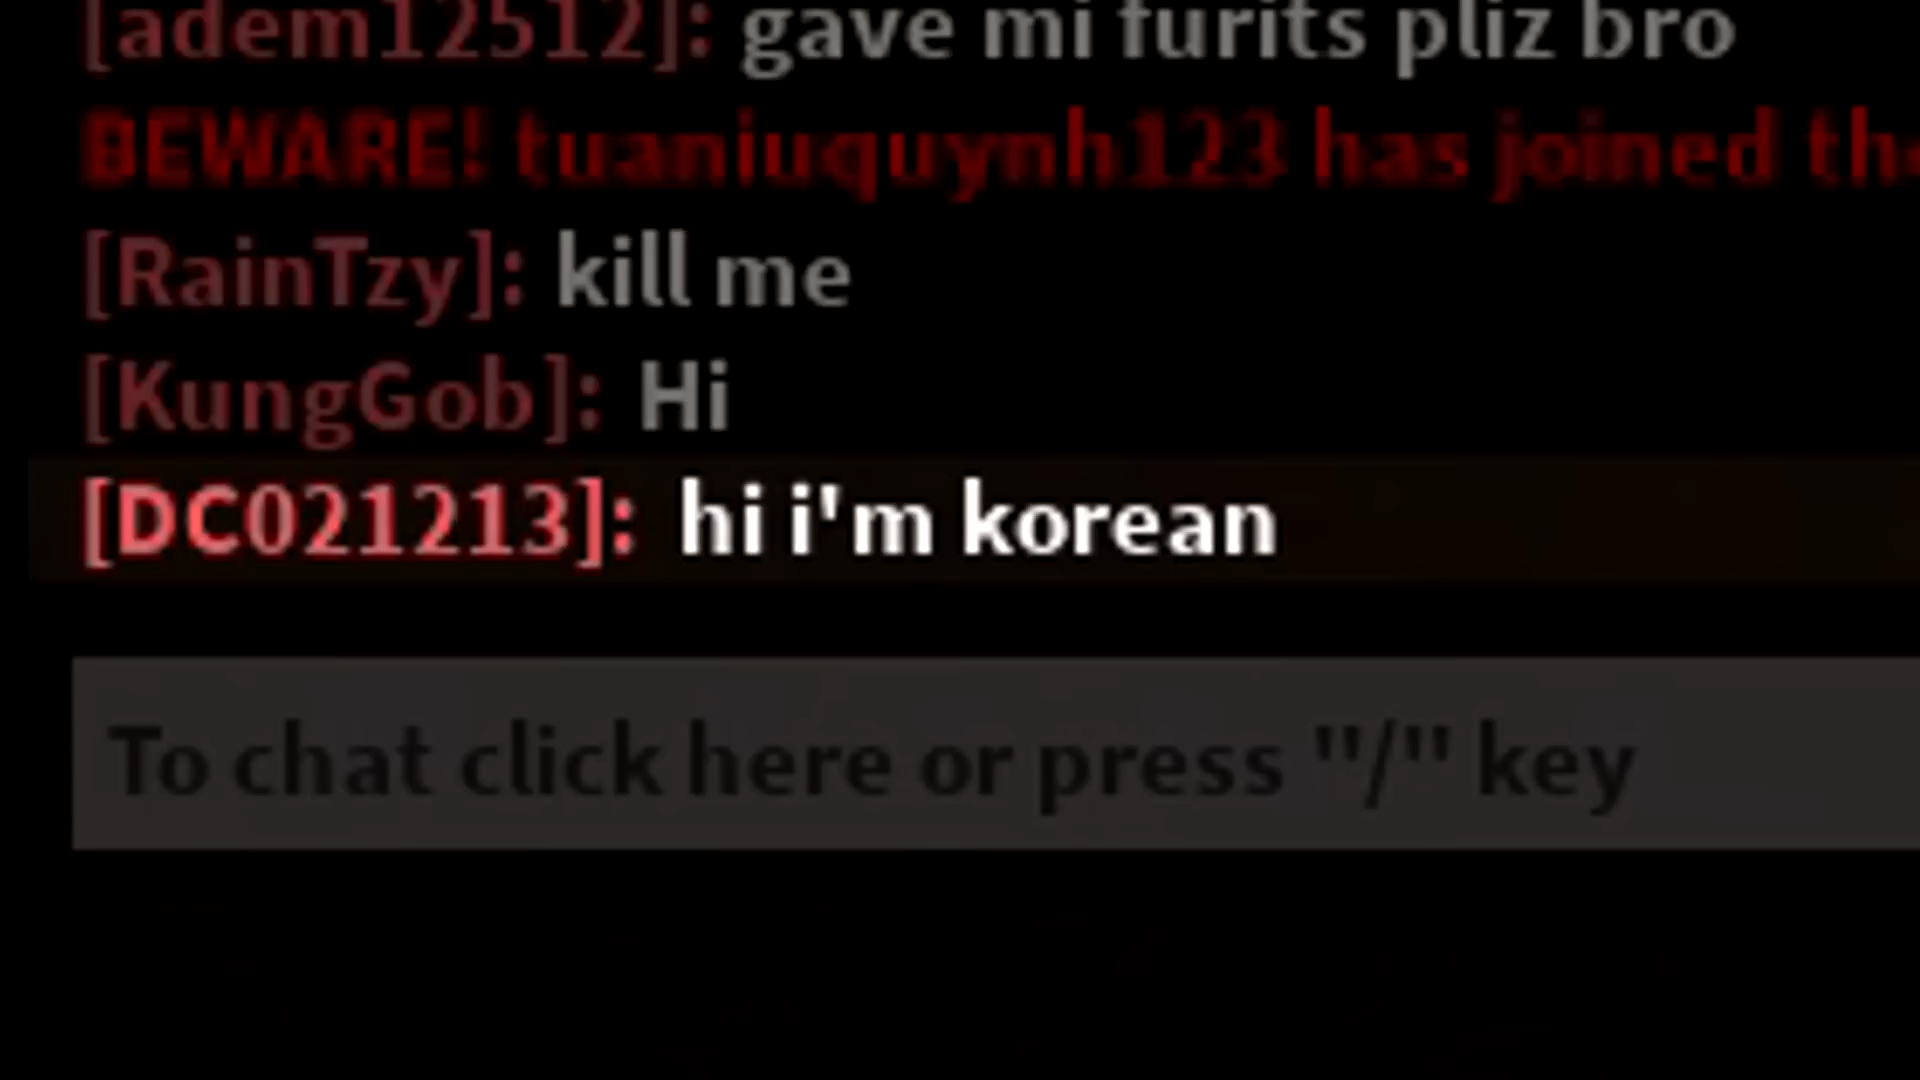 [adem12512]: gave mi furits pliz bro
BEWARE! tuaniuquynh123 has joined the
[RainTzy]: kill me
[KungGob]: Hi
[DC021213]: hi i'm korean
To chat click here or press "/" key